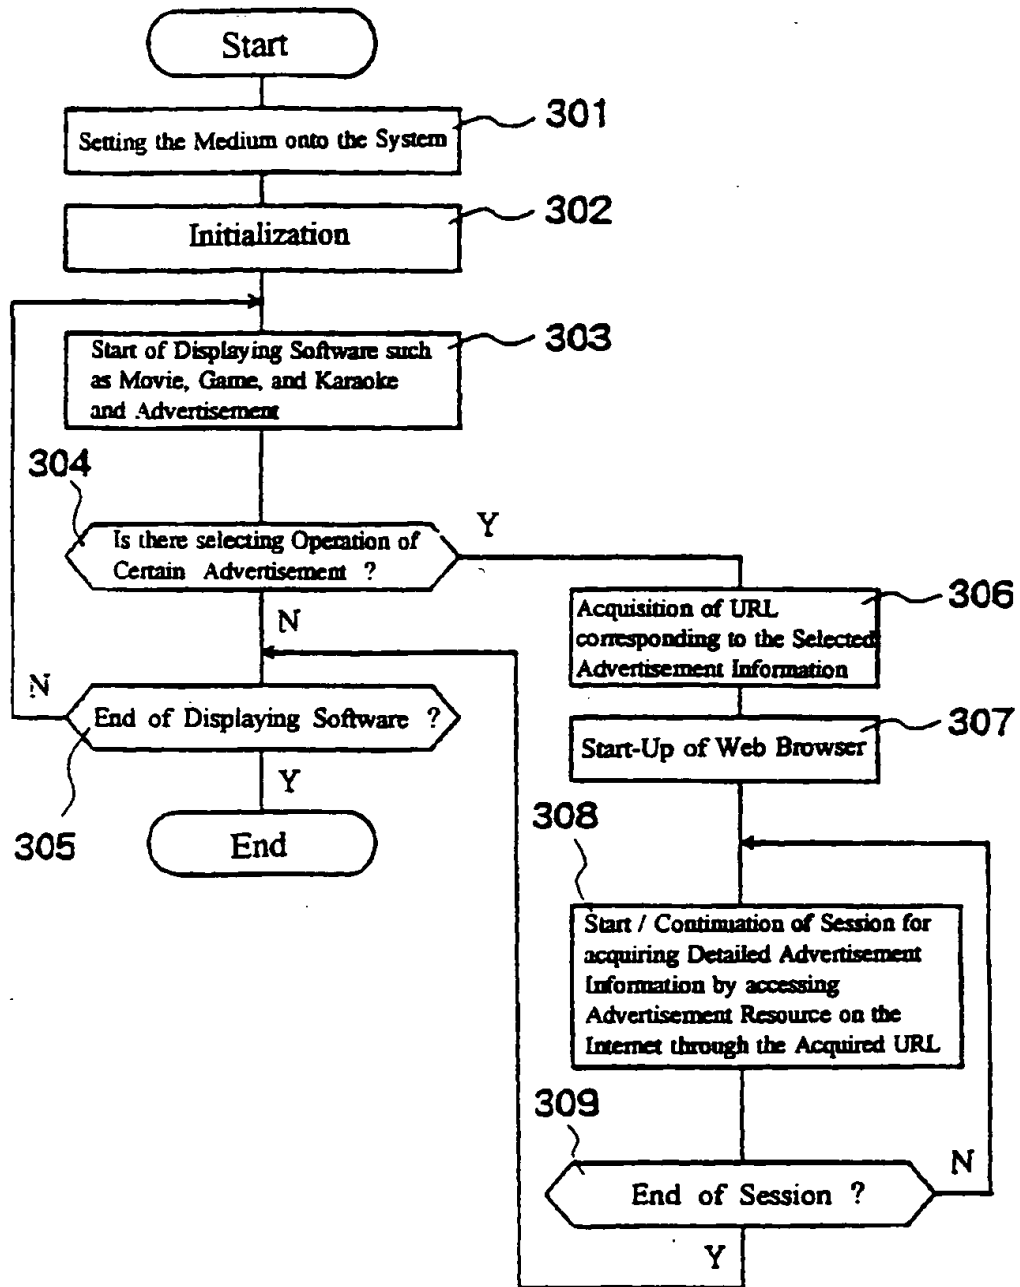 Start
301
Setting the Medium onto the System
302
Initialization
303
Start of Displaying Software such
as Movie, Game, and Karaoke
and Advertisement
304
Is there selecting Operation of
Certain Advertisement ?
Y
N
306
Acquisition of URL
corresponding to the Selected
Advertisement Information
N
End of Displaying Software ?
307
Start-Up of Web Browser
Y
305
End
308
Start / Continuation of Session for
acquiring Detailed Advertisement
Information by accessing
Advertisement Resource on the
Internet through the Acquired URL
309
End of Session ?
N
Y